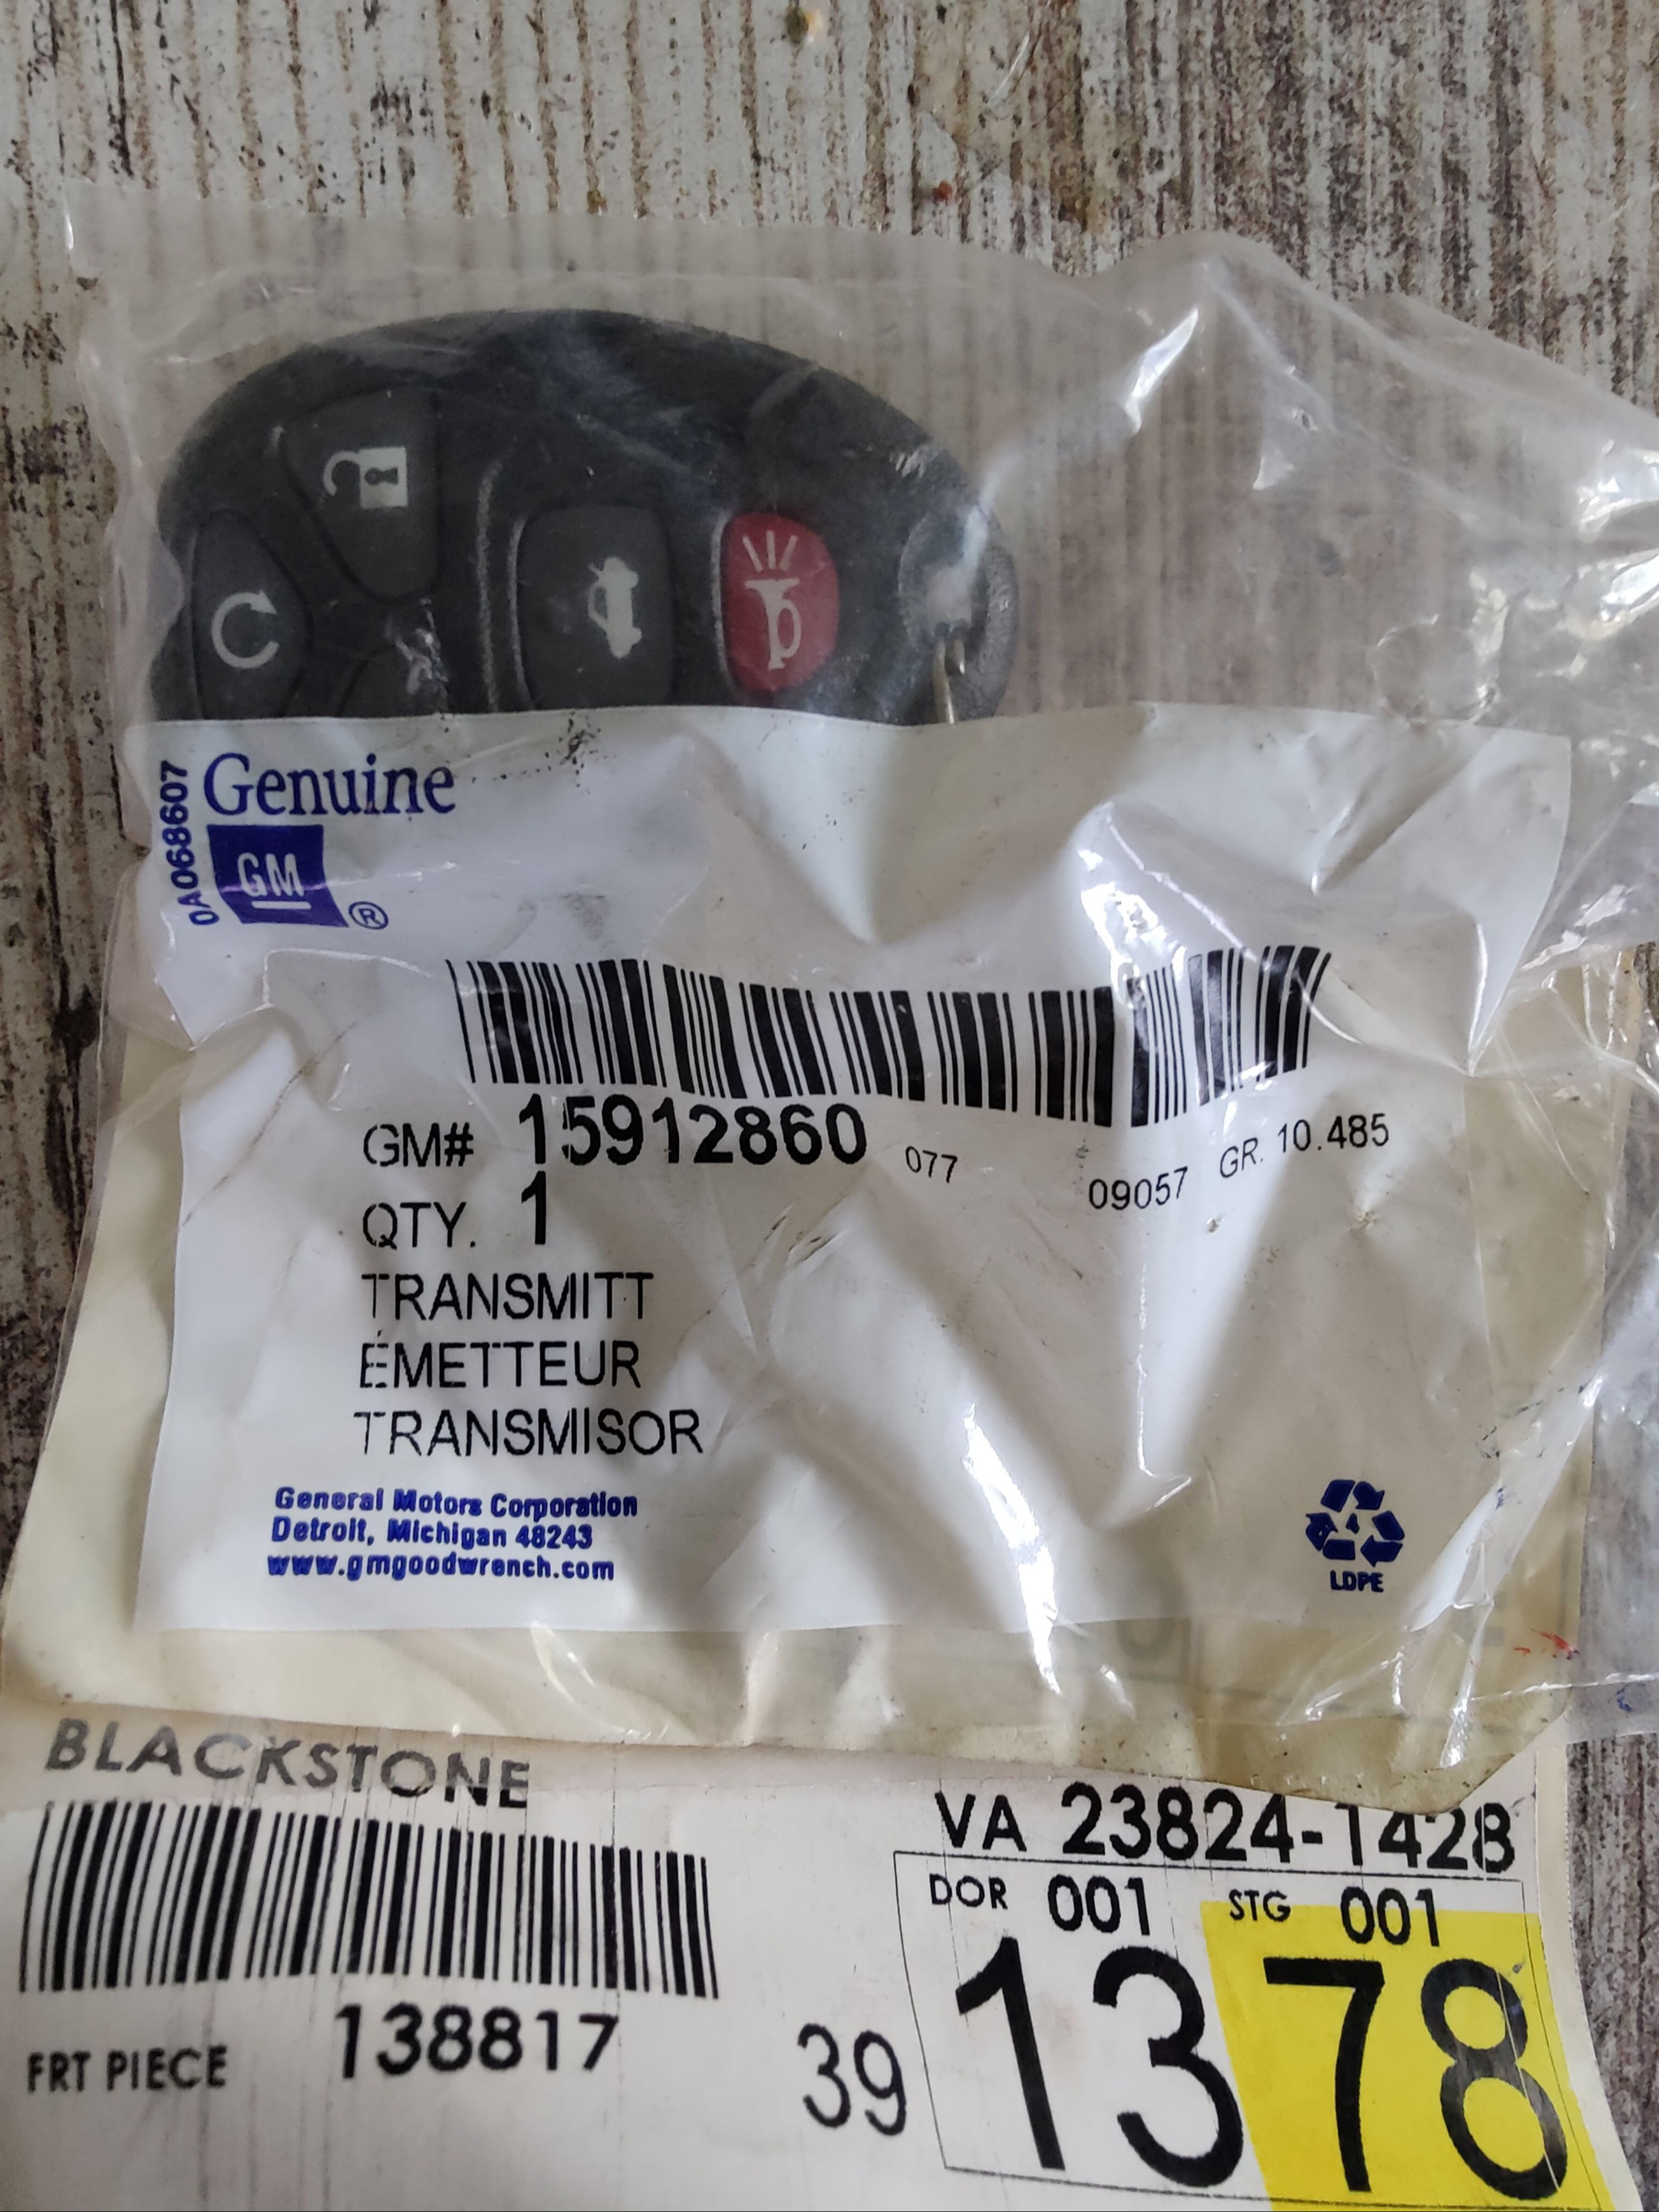 0A068607
Genuine
GM
®
GM# 15912860 077 09057 GR. 10.485
QTY. 1
TRANSMITT
ÉMETTEUR
TRANSMISOR
General Motors Corporation
Detroit, Michigan 48243
www.gmgoodwrench.com
4
LDPE
BLACKSTONE
VA 23824-1428
DOR 001 STG 001
138817
FRT PIECE
39
1378